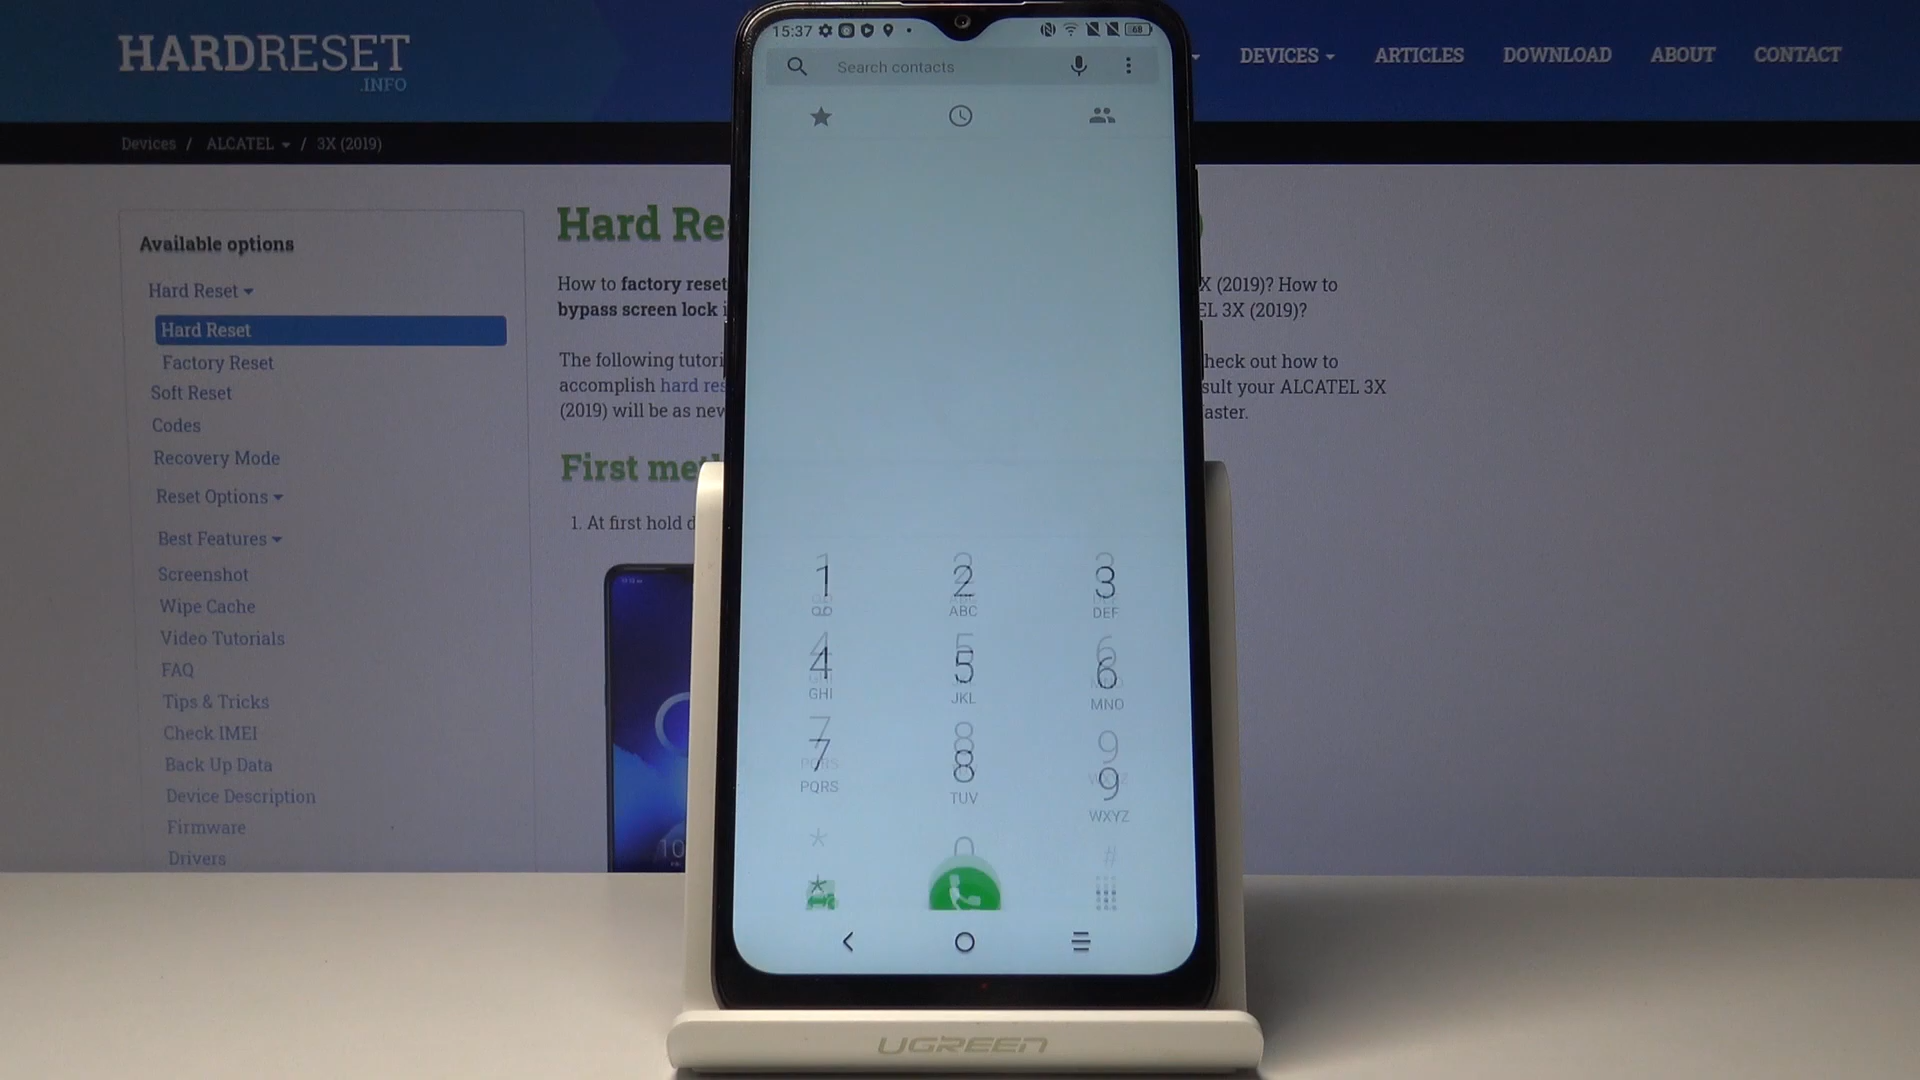 HARDRESET
.INFO
DEVICES
ARTICLES
DOWNLOAD
ABOUT
CONTACT
Devices / ALCATEL / 3X (2019)
Available options
Hard Reset
Hard Reset
Factory Reset
Soft Reset
Codes
Recovery Mode
Reset Options
Best Features
Screenshot
Wipe Cache
Video Tutorials
FAQ
Tips & Tricks
Check IMEI
Back Up Data
Device Description
Firmware
Drivers
Hard Re
How to factory reset
X (2019)? How to
bypass screen lock i
EL 3X (2019)?
The following tutori
heck out how to
accomplish hard res
sult your ALCATEL 3X
(2019) will be as new
aster.
First met
1. At first hold d
10
15:37
68
Search contacts
1
2
ABC
3
DEF
4
GHI
5
JKL
6
MNO
7
PQRS
8
TUV
9
WXYZ
*
0
#
UGREEN